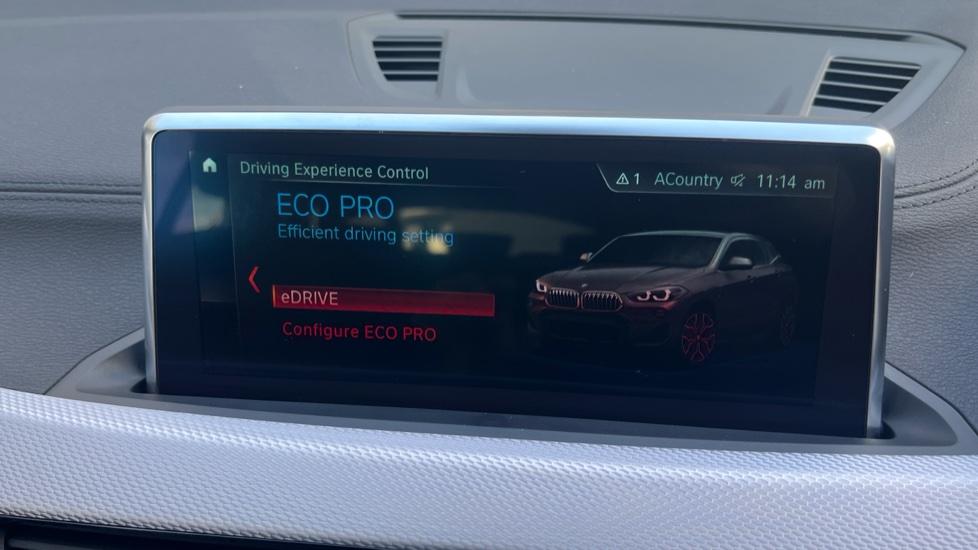 Driving Experience Control
1 ACountry 11:14 am
ECO PRO
Efficient driving setting
eDRIVE
Configure ECO PRO